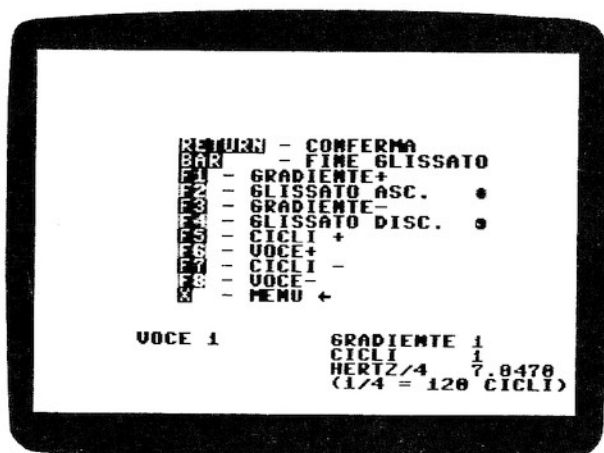 RETURN - CONFERMA
BAR - FINE GLISSATO
F1 - GRADIENTE+
F2 - GLISSATO ASC.
F3 - GRADIENTE-
F4 - GLISSATO DISC.
F5 - CICLI +
F6 - VOCE+
F7 - CICLI -
F8 - VOCE-
X - MENU ←
VOCE 1
GRADIENTE 1
CICLI 1
HERTZ/4 7.0470
(1/4 = 120 CICLI)